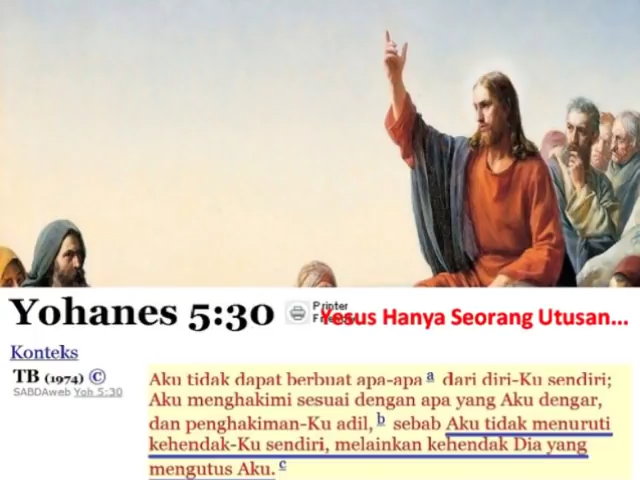 Yohanes 5:30
Printer
Yesus Hanya Seorang Utusan...
Konteks
TB (1974) ©
SABDAweb Yoh 5:30
Aku tidak dapat berbuat apa-apa a dari diri-Ku sendiri;
Aku menghakimi sesuai dengan apa yang Aku dengar,
dan penghakiman-Ku adil, b sebab Aku tidak menuruti
kehendak-Ku sendiri, melainkan kehendak Dia yang
mengutus Aku. c